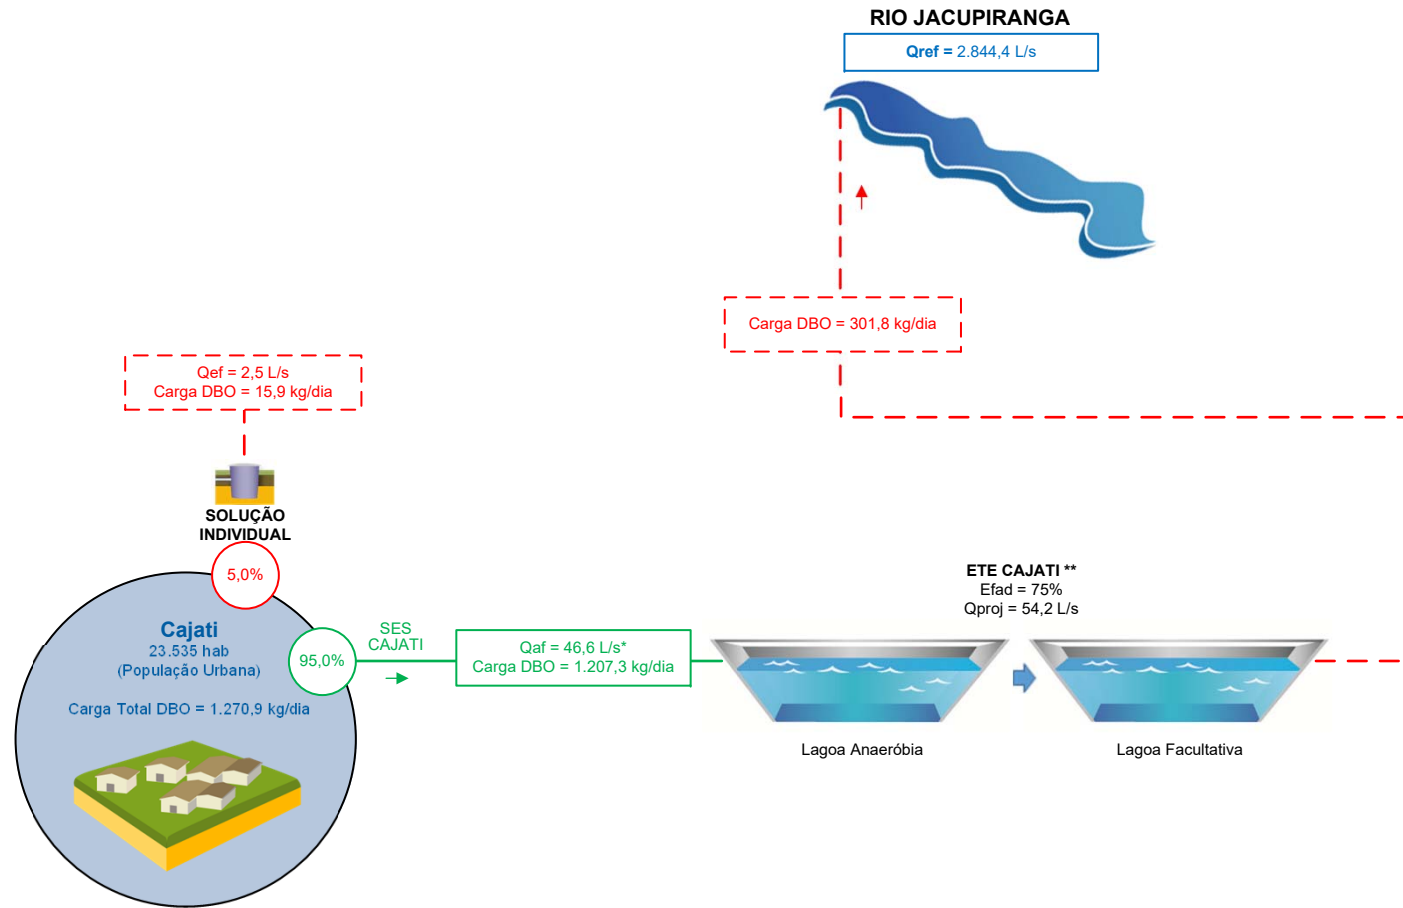 RIO JACUPIRANGA
Qref = 2.844,4 L/s
Carga DBO = 301,8 kg/dia
Qef = 2,5 L/s
Carga DBO = 15,9 kg/dia
SOLUÇÃO
INDIVIDUAL
5,0%
Cajati
23.535 hab
(População Urbana)
Carga Total DBO = 1.270,9 kg/dia
95,0%
SES
CAJATI
Qaf = 46,6 L/s*
Carga DBO = 1.207,3 kg/dia
ETE CAJATI **
Efad = 75%
Qproj = 54,2 L/s
Lagoa Anaeróbia
Lagoa Facultativa